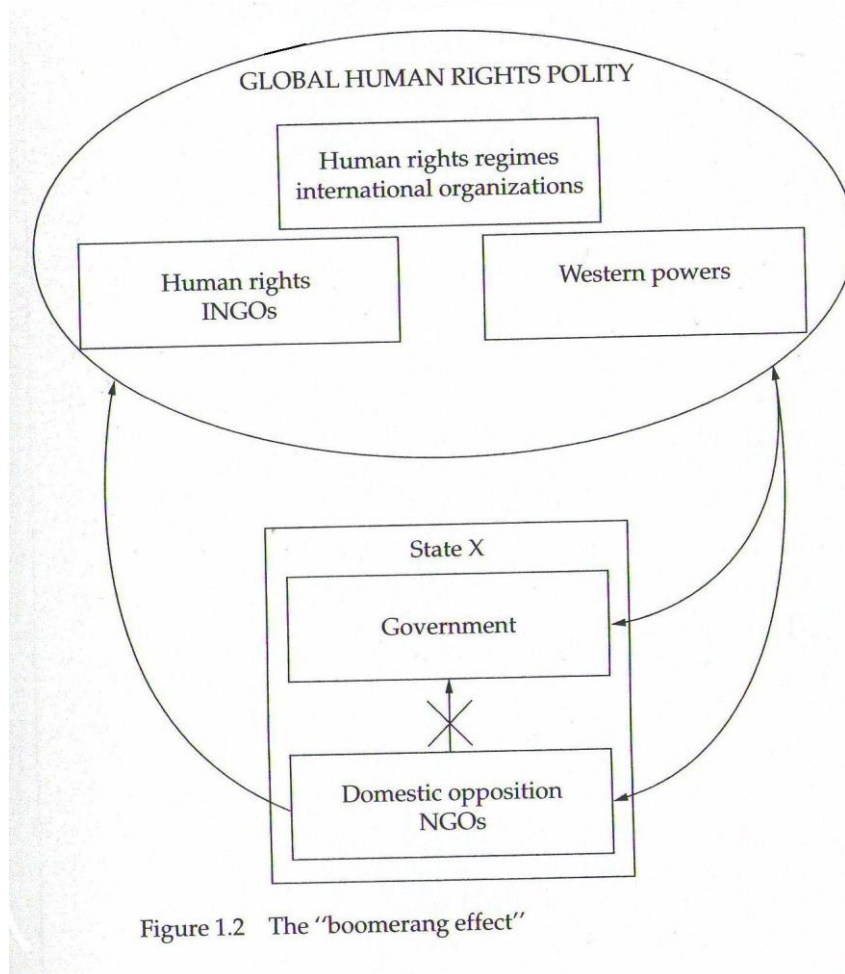 GLOBAL HUMAN RIGHTS POLITY
Human rights regimes
international organizations
Human rights
INGOs
Western powers
State X
Government
Domestic opposition
NGOs
Figure 1.2 The "boomerang effect"